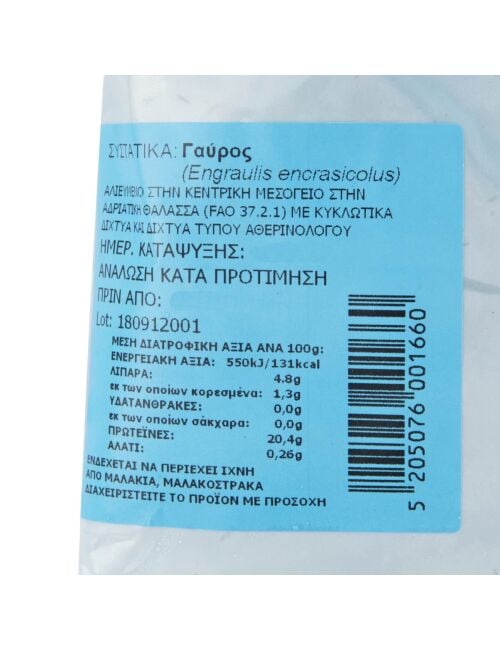 ΣΥΣΤΑΤΙΚΑ: Γαύρος
(Engraulis encrasicolus)
ΑΛΙΕΥΜΕΝΟ ΣΤΗΝ ΚΕΝΤΡΙΚΗ ΜΕΣΟΓΕΙΟ ΣΤΗΝ
ΑΔΡΙΑΤΙΚΗ ΘΑΛΑΣΣΑ (FAO 37.2.1) ΜΕ ΚΥΚΛΩΤΙΚΑ
ΔΙΧΤΥΑ ΚΑΙ ΔΙΧΤΥΑ ΤΥΠΟΥ ΑΘΕΡΙΝΟΛΟΓΟΥ
ΗΜΕΡ. ΚΑΤΑΨΥΞΗΣ:
ΑΝΑΛΩΣΗ ΚΑΤΑ ΠΡΟΤΙΜΗΣΗ
ΠΡΙΝ ΑΠΟ:
Lot: 180912001
ΜΕΣΗ ΔΙΑΤΡΟΦΙΚΗ ΑΞΙΑ ΑΝΑ 100g:
ΕΝΕΡΓΕΙΑΚΗ ΑΞΙΑ: 550kJ/131kcal
ΛΙΠΑΡΑ: 4.8g
εκ των οποίων κορεσμένα: 1,3g
ΥΔΑΤΑΝΘΡΑΚΕΣ: 0,0g
εκ των οποίων σάκχαρα: 0,0g
ΠΡΩΤΕΪΝΕΣ: 20,4g
ΑΛΑΤΙ: 0,26g
ΕΝΔΕΧΕΤΑΙ ΝΑ ΠΕΡΙΕΧΕΙ ΙΧΝΗ
ΑΠΟ ΜΑΛΑΚΙΑ, ΜΑΛΑΚΟΣΤΡΑΚΑ
ΔΙΑΧΕΙΡΙΣΤΕΙΤΕ ΤΟ ΠΡΟΪΟΝ ΜΕ ΠΡΟΣΟΧΗ
5 205076 001660